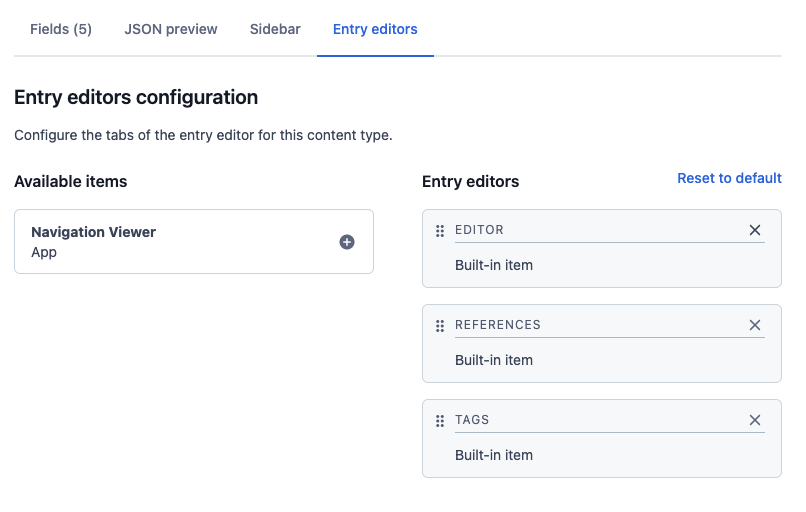 Fields (5) JSON preview Sidebar Entry editors
Entry editors configuration
Configure the tabs of the entry editor for this content type.
Available items
Navigation Viewer
App
Entry editors Reset to default
EDITOR
Built-in item
REFERENCES
Built-in item
TAGS
Built-in item